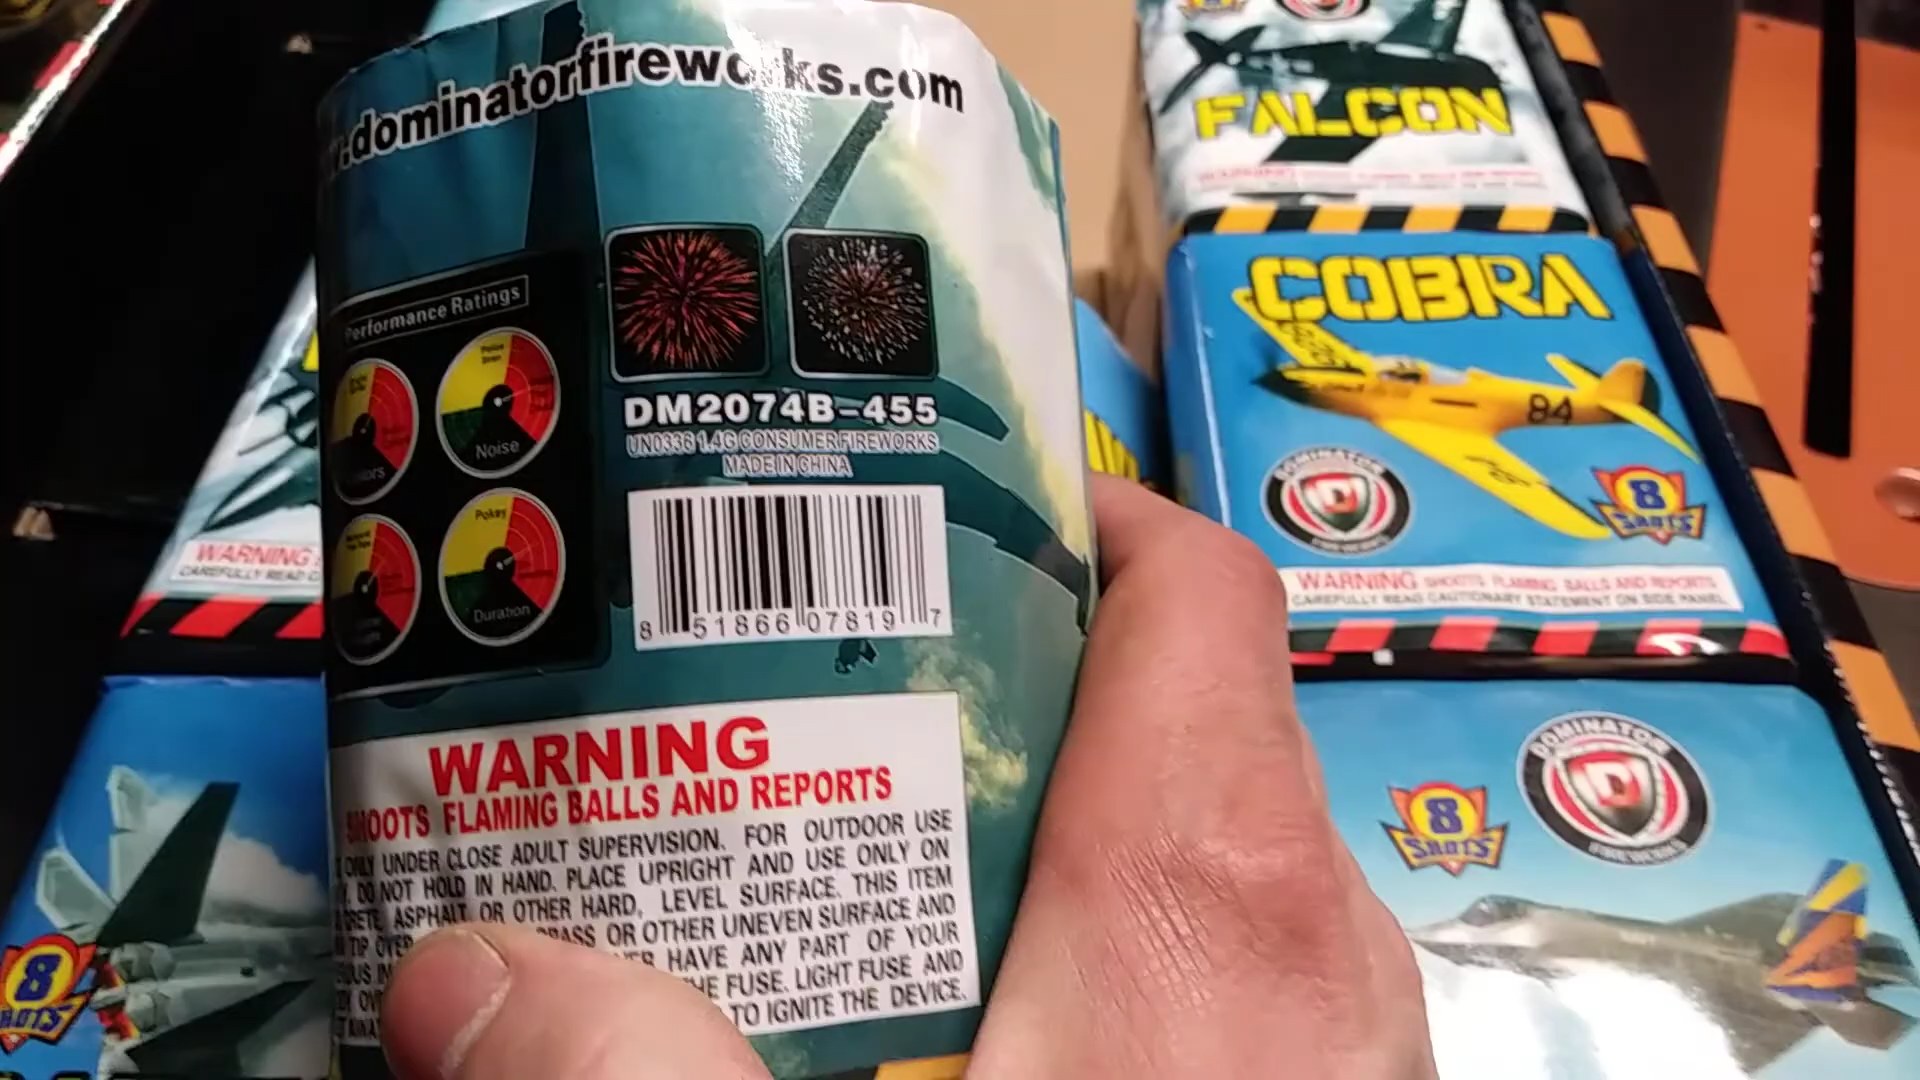 .dominatorfireworks.com
Performance Ratings
Police
Siren
Noise
Pokey
Duration
DM2074B-455
UN0336 1.4G CONSUMER FIREWORKS
MADE IN CHINA
8 51866 07819 7
WARNING
SHOOTS FLAMING BALLS AND REPORTS
ONLY UNDER CLOSE ADULT SUPERVISION. FOR OUTDOOR USE
DO NOT HOLD IN HAND. PLACE UPRIGHT AND USE ONLY ON
ASPHALT OR OTHER HARD, LEVEL SURFACE. THIS ITEM
TIP OVER OR OTHER UNEVEN SURFACE AND
HAVE ANY PART OF YOUR
FUSE. LIGHT FUSE AND
TO IGNITE THE DEVICE.
FALCON
COBRA
84
DOMINATOR
D
FIREWORKS
8
SHOTS
WARNING SHOOTS FLAMING BALLS AND REPORTS
CAREFULLY READ CAUTIONARY STATEMENT ON SIDE PANEL
DOMINATOR
D
FIREWORKS
8
SHOTS
WARNING
CAREFULLY READ
8
SHOTS